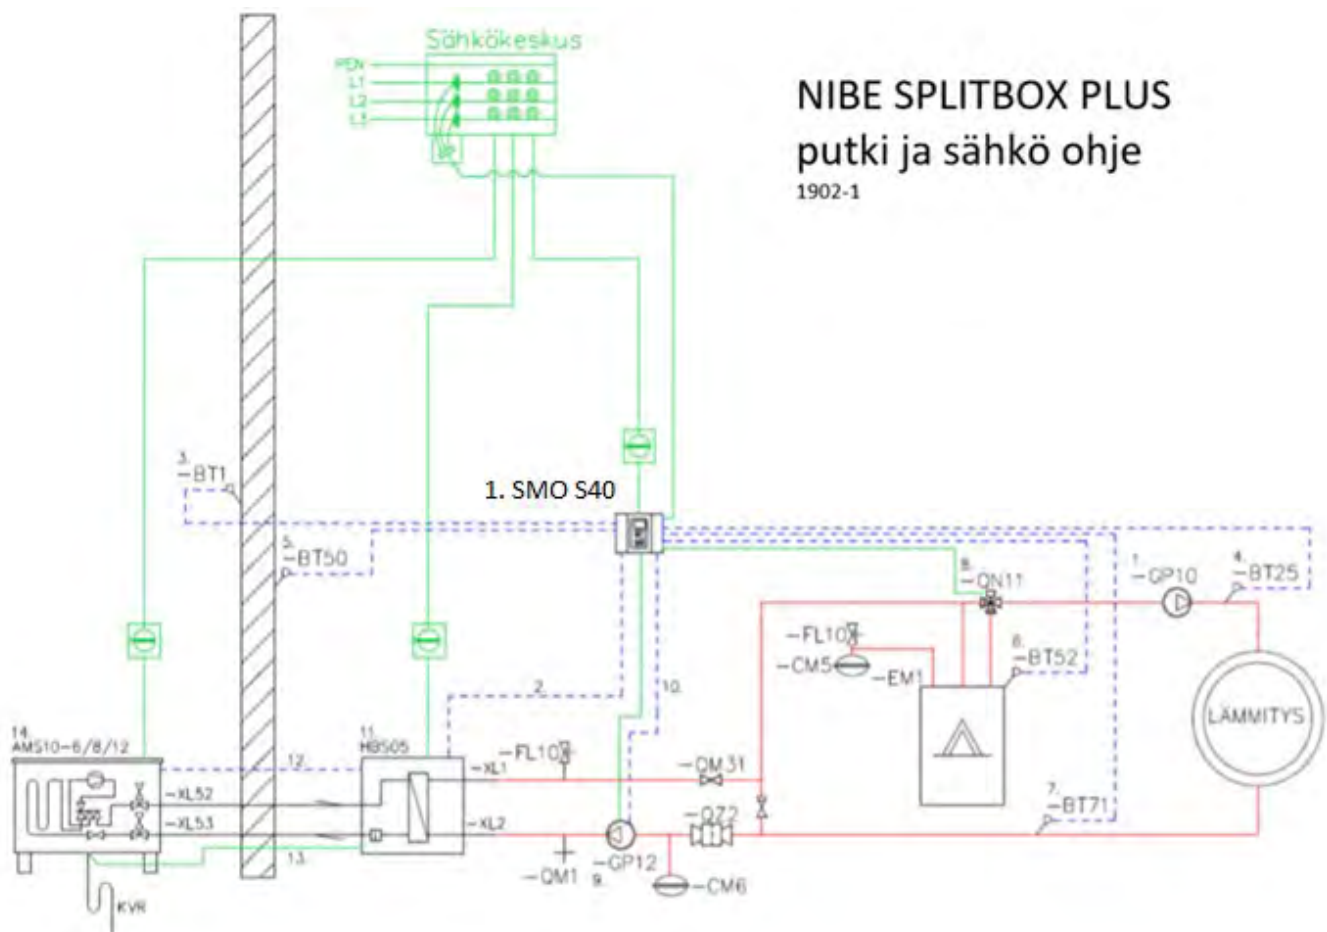 Sähkökeskus
PEN
L1
L2
L3
NIBE SPLITBOX PLUS
putki ja sähkö ohje
1902-1
3.
-BT1
1. SMO S40
5.
-BT50
8.
-QN11
1.
-GP10
4.
-BT25
-FL10
-CM5
-EM1
6.
-BT52
LÄMMITYS
2.
10.
14.
AMS10-6/8/12
12.
11.
HBS05
-XL1
-FL10
-QM31
-XL52
-XL53
-XL2
-QZ2
7.
-BT71
13.
-QM1
-GP12
9.
-CM6
KVR